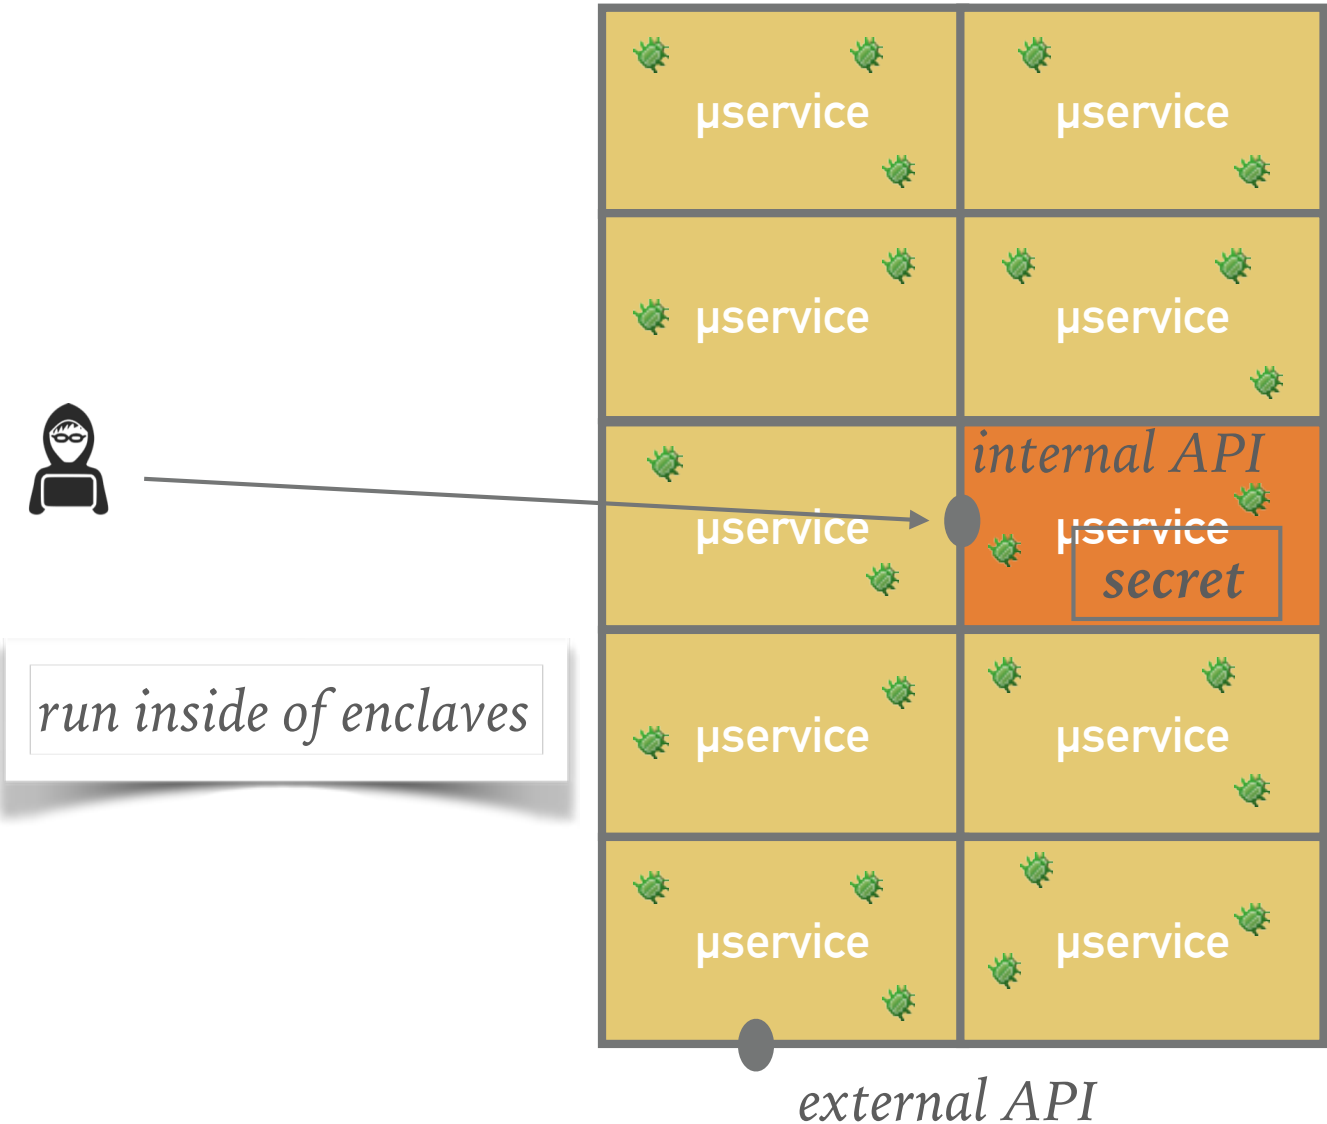 µservice
µservice
µservice
µservice
internal API
µservice
µservice
secret
run inside of enclaves
µservice
µservice
µservice
µservice
external API